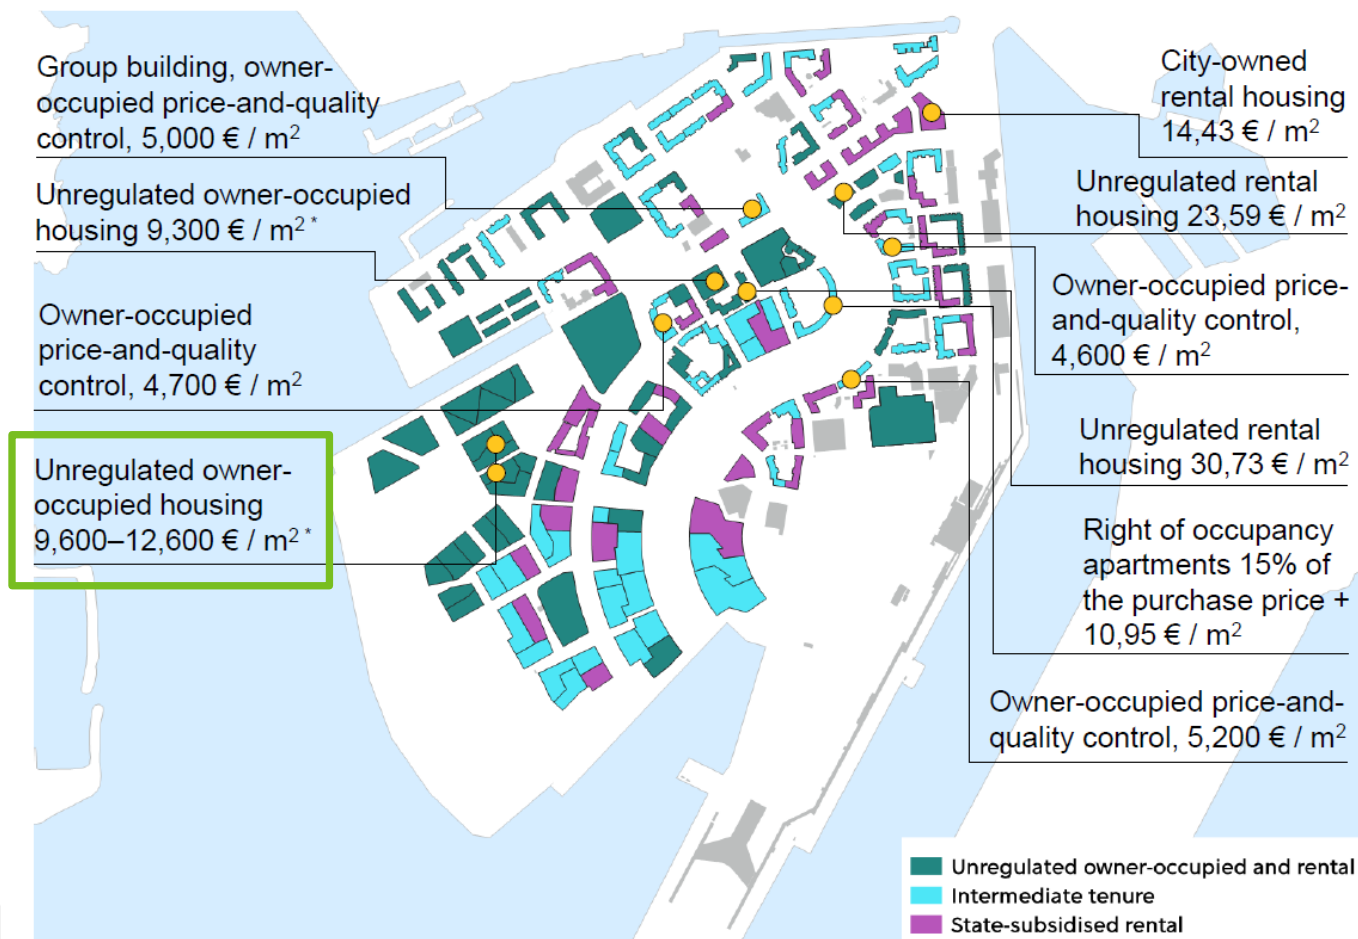 Group building, owner-
occupied price-and-quality
control, 5,000 € / m²
Unregulated owner-occupied
housing 9,300 € / m² *
Owner-occupied
price-and-quality
control, 4,700 € / m²
Unregulated owner-
occupied housing
9,600–12,600 € / m² *
City-owned
rental housing
14,43 € / m²
Unregulated rental
housing 23,59 € / m²
Owner-occupied price-
and-quality control,
4,600 € / m²
Unregulated rental
housing 30,73 € / m²
Right of occupancy
apartments 15% of
the purchase price +
10,95 € / m²
Owner-occupied price-and-
quality control, 5,200 € / m²
Unregulated owner-occupied and rental
Intermediate tenure
State-subsidised rental